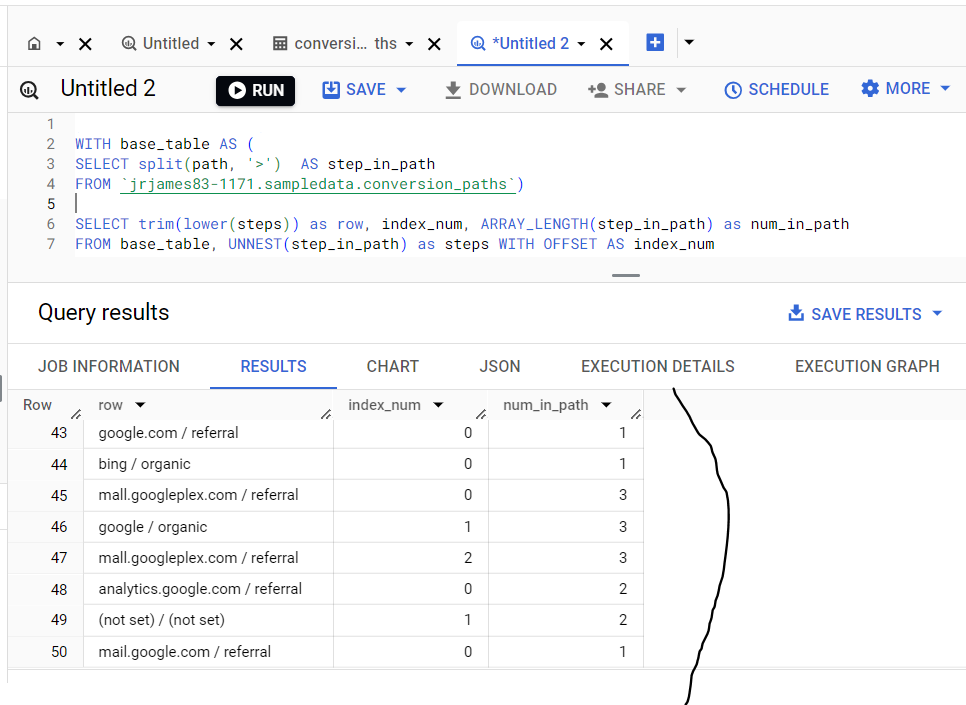 Untitled conversi... ths *Untitled 2
Untitled 2 RUN SAVE DOWNLOAD SHARE SCHEDULE MORE
1
2 WITH base_table AS (
3 SELECT split(path, '>')  AS step_in_path
4 FROM `jrjames83-1171.sampledata.conversion_paths`)
5
6 SELECT trim(lower(steps)) as row, index_num, ARRAY_LENGTH(step_in_path) as num_in_path
7 FROM base_table, UNNEST(step_in_path) as steps WITH OFFSET AS index_num
Query results SAVE RESULTS
JOB INFORMATION RESULTS CHART JSON EXECUTION DETAILS EXECUTION GRAPH
Row row index_num num_in_path
43 google.com / referral 0 1
44 bing / organic 0 1
45 mall.googleplex.com / referral 0 3
46 google / organic 1 3
47 mall.googleplex.com / referral 2 3
48 analytics.google.com / referral 0 2
49 (not set) / (not set) 1 2
50 mail.google.com / referral 0 1